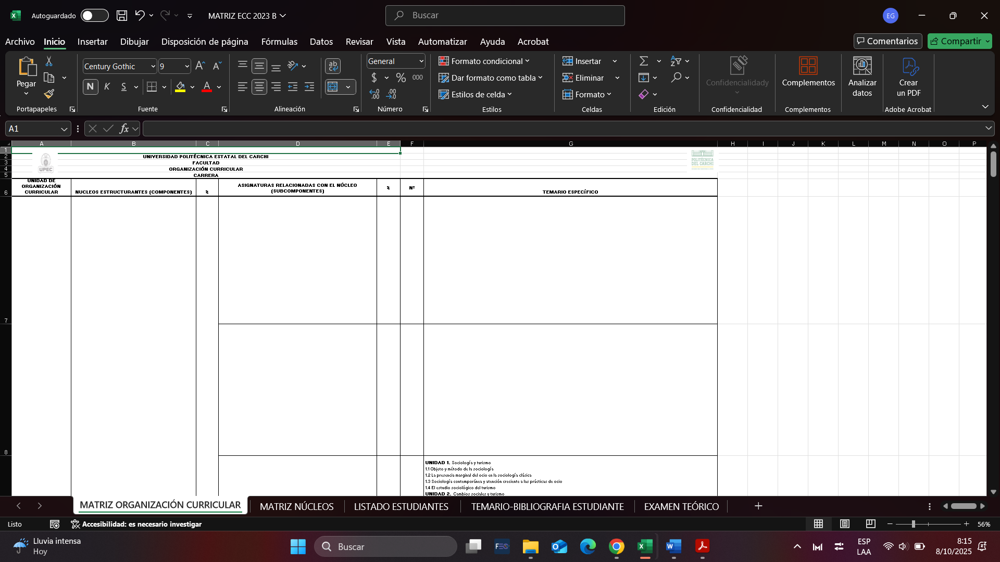 Autoguardado
MATRIZ ECC 2023 B
Buscar
EG
Archivo Inicio Insertar Dibujar Disposición de página Fórmulas Datos Revisar Vista Automatizar Ayuda Acrobat
Comentarios
Compartir
Pegar
Portapapeles
Century Gothic
9
N K S
Fuente
Alineación
General
$ % 000
Número
Formato condicional
Dar formato como tabla
Estilos de celda
Estilos
Insertar
Eliminar
Formato
Celdas
Edición
Confidencialidady
Confidencialidad
Complementos
Complementos
Analizar
datos
Crear
un PDF
Adobe Acrobat
A1
fx
A B C D E F G H I J K L M N O P
1
2
3
4
5
6
7
8
UPEC
UNIVERSIDAD POLITÉCNICA ESTATAL DEL CARCHI
FACULTAD
ORGANIZACIÓN CURRICULAR
CARRERA
POLITÉCNICA
DEL CARCHI
UNIDAD DE
ORGANIZACIÓN
CURRICULAR
NUCLEOS ESTRUCTURANTES (COMPONENTES)
%
ASIGNATURAS RELACIONADAS CON EL NÚCLEO
(SUBCOMPONENTES)
%
Nº
TEMARIO ESPECÍFICO
UNIDAD 1. Sociología y turismo
1.1 Objeto y método de la sociología
1.2 La presencia marginal del ocio en la sociología clásica
1.3 Sociología contemporánea y atención creciente a las prácticas de ocio
1.4 El estudio sociológico del turismo
UNIDAD 2. Cambios sociales y turismo
MATRIZ ORGANIZACIÓN CURRICULAR
MATRIZ NÚCLEOS
LISTADO ESTUDIANTES
TEMARIO-BIBLIOGRAFIA ESTUDIANTE
EXAMEN TEÓRICO
Listo
Accesibilidad: es necesario investigar
56%
Lluvia intensa
Hoy
Buscar
ESP
LAA
8:15
8/10/2025